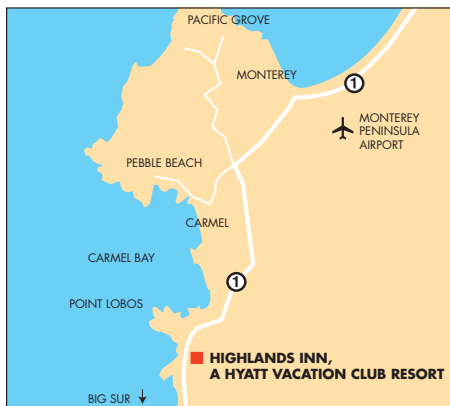 PACIFIC GROVE
MONTEREY
1
MONTEREY
PENINSULA
AIRPORT
PEBBLE BEACH
CARMEL
CARMEL BAY
1
POINT LOBOS
HIGHLANDS INN,
A HYATT VACATION CLUB RESORT
BIG SUR